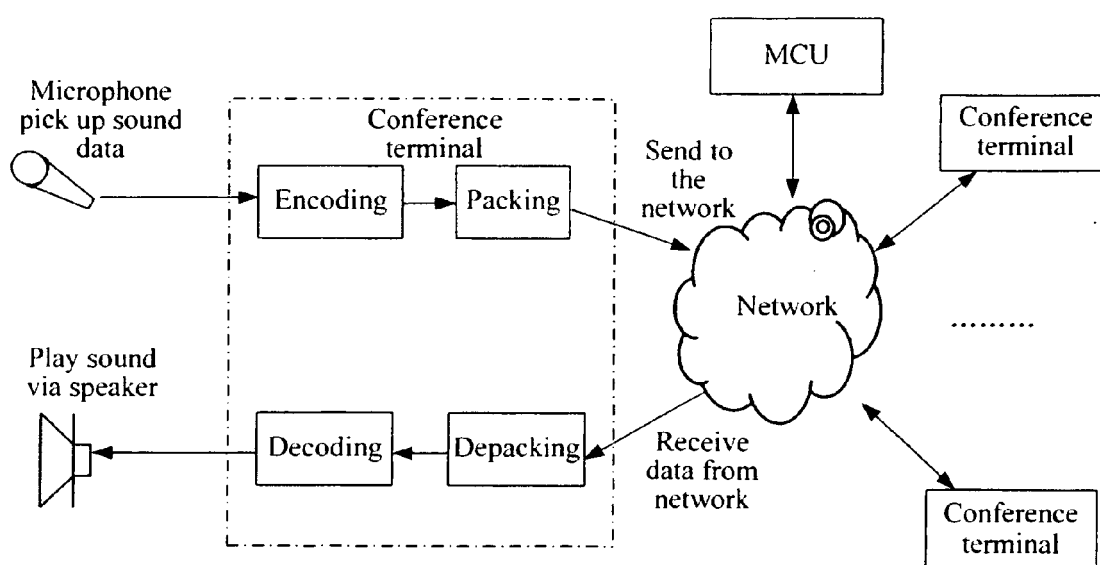 MCU
Microphone
pick up sound
data
Conference
terminal
Conference
terminal
Send to
the
network
Encoding
Packing
Network
.........
Play sound
via speaker
Decoding
Depacking
Receive
data from
network
Conference
terminal